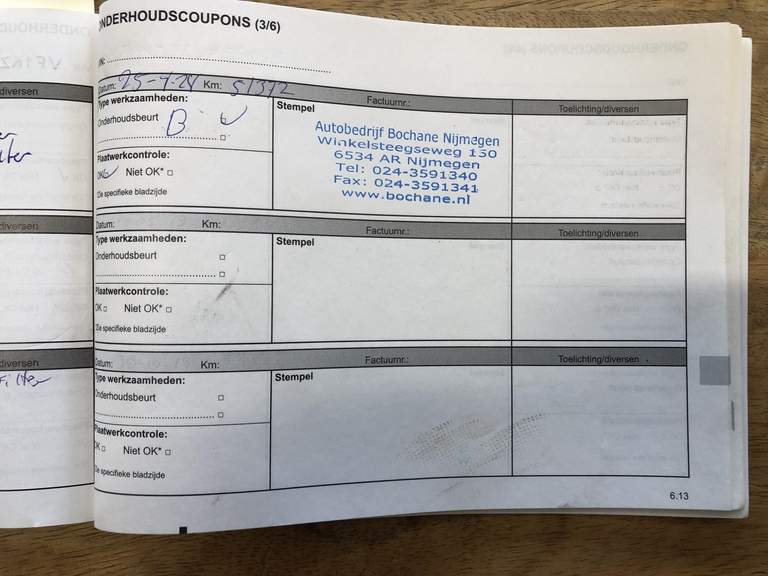 ONDERHOUDSCOUPONS (3/6)
VIN:
Datum: 25-7-24 Km: 51372 Factuurnr.: Toelichting/diversen
Type werkzaamheden:
Onderhoudsbeurt B
Plaatwerkcontrole:
OK Niet OK*
*Zie specifieke bladzijde
Stempel
Autobedrijf Bochane Nijmegen
Winkelsteegseweg 150
6534 AR Nijmegen
Tel: 024-3591340
Fax: 024-3591341
www.bochane.nl
Datum: Km: Factuurnr.: Toelichting/diversen
Type werkzaamheden:
Onderhoudsbeurt
Plaatwerkcontrole:
OK Niet OK*
*Zie specifieke bladzijde
Stempel
Datum: Km: Factuurnr.: Toelichting/diversen
Type werkzaamheden:
Onderhoudsbeurt
Plaatwerkcontrole:
OK Niet OK*
*Zie specifieke bladzijde
Stempel
6.13
diversen
diversen
diversen